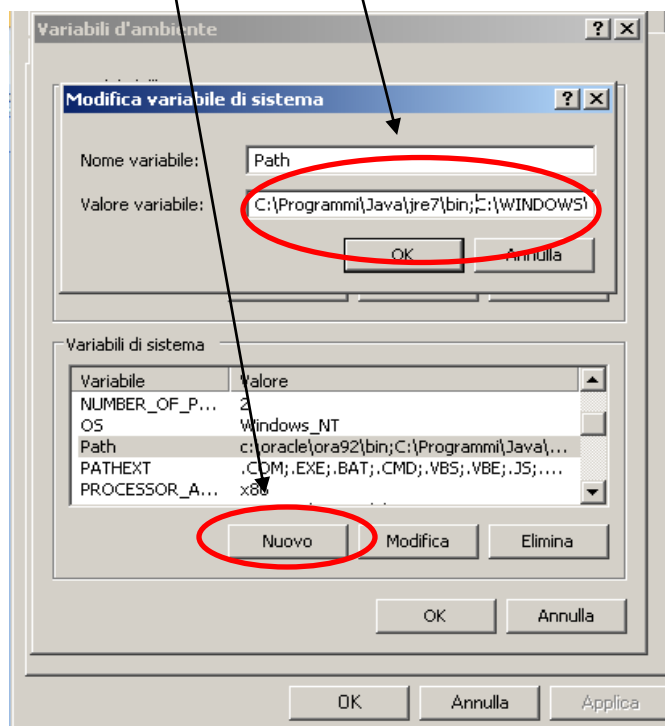 Variabili d'ambiente
Modifica variabile di sistema
Nome variabile:
Path
Valore variabile:
C:\Programmi\Java\jre7\bin;C:\WINDOWS\
OK
Annulla
Variabili di sistema
Variabile Valore
NUMBER_OF_P... 2
OS Windows_NT
Path c:\oracle\ora92\bin;C:\Programmi\Java\...
PATHEXT .COM;.EXE;.BAT;.CMD;.VBS;.VBE;.JS;....
PROCESSOR_A... x86
Nuovo Modifica Elimina
OK Annulla
OK Annulla Applica